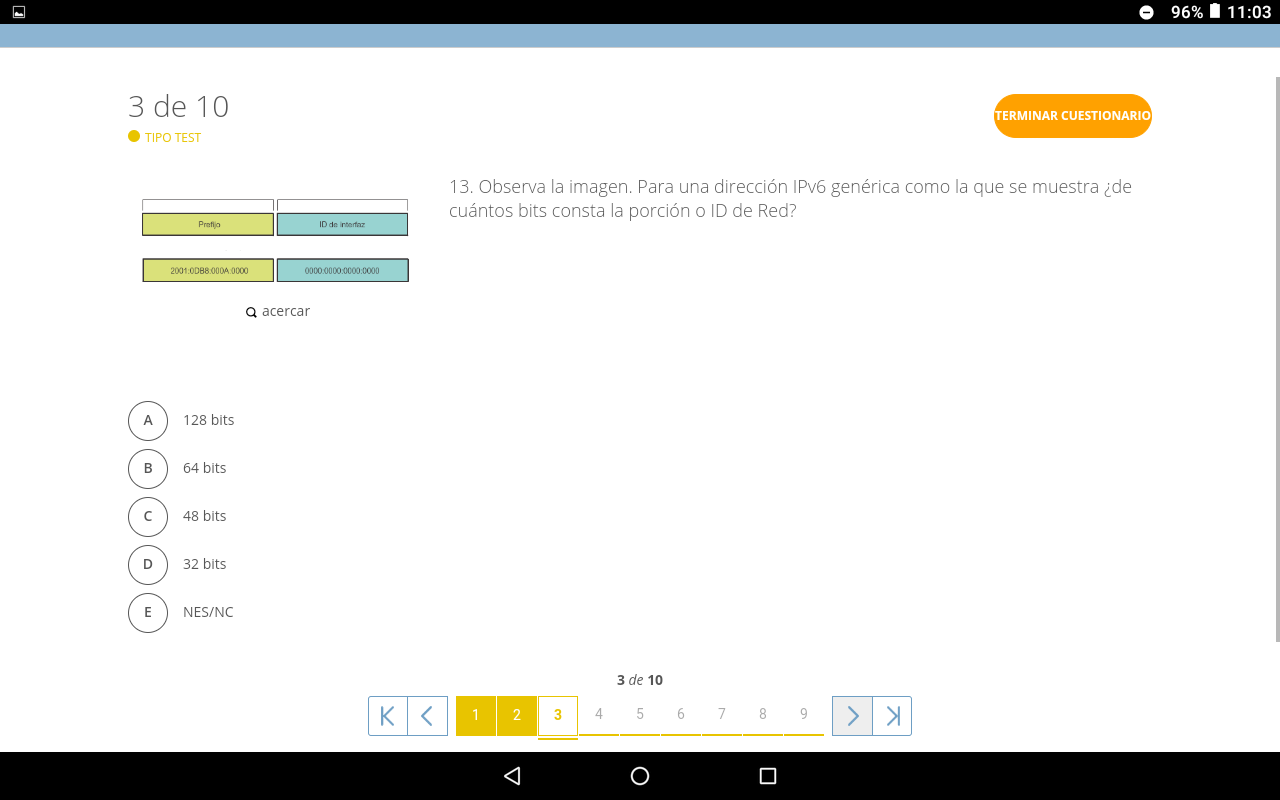 96% 11:03
3 de 10
TIPO TEST
TERMINAR CUESTIONARIO
13. Observa la imagen. Para una dirección IPv6 genérica como la que se muestra ¿de
cuántos bits consta la porción o ID de Red?
Prefijo ID de interfaz
2001:0DB8:000A:0000 0000:0000:0000:0000
acercar
A 128 bits
B 64 bits
C 48 bits
D 32 bits
E NES/NC
3 de 10
1 2 3 4 5 6 7 8 9